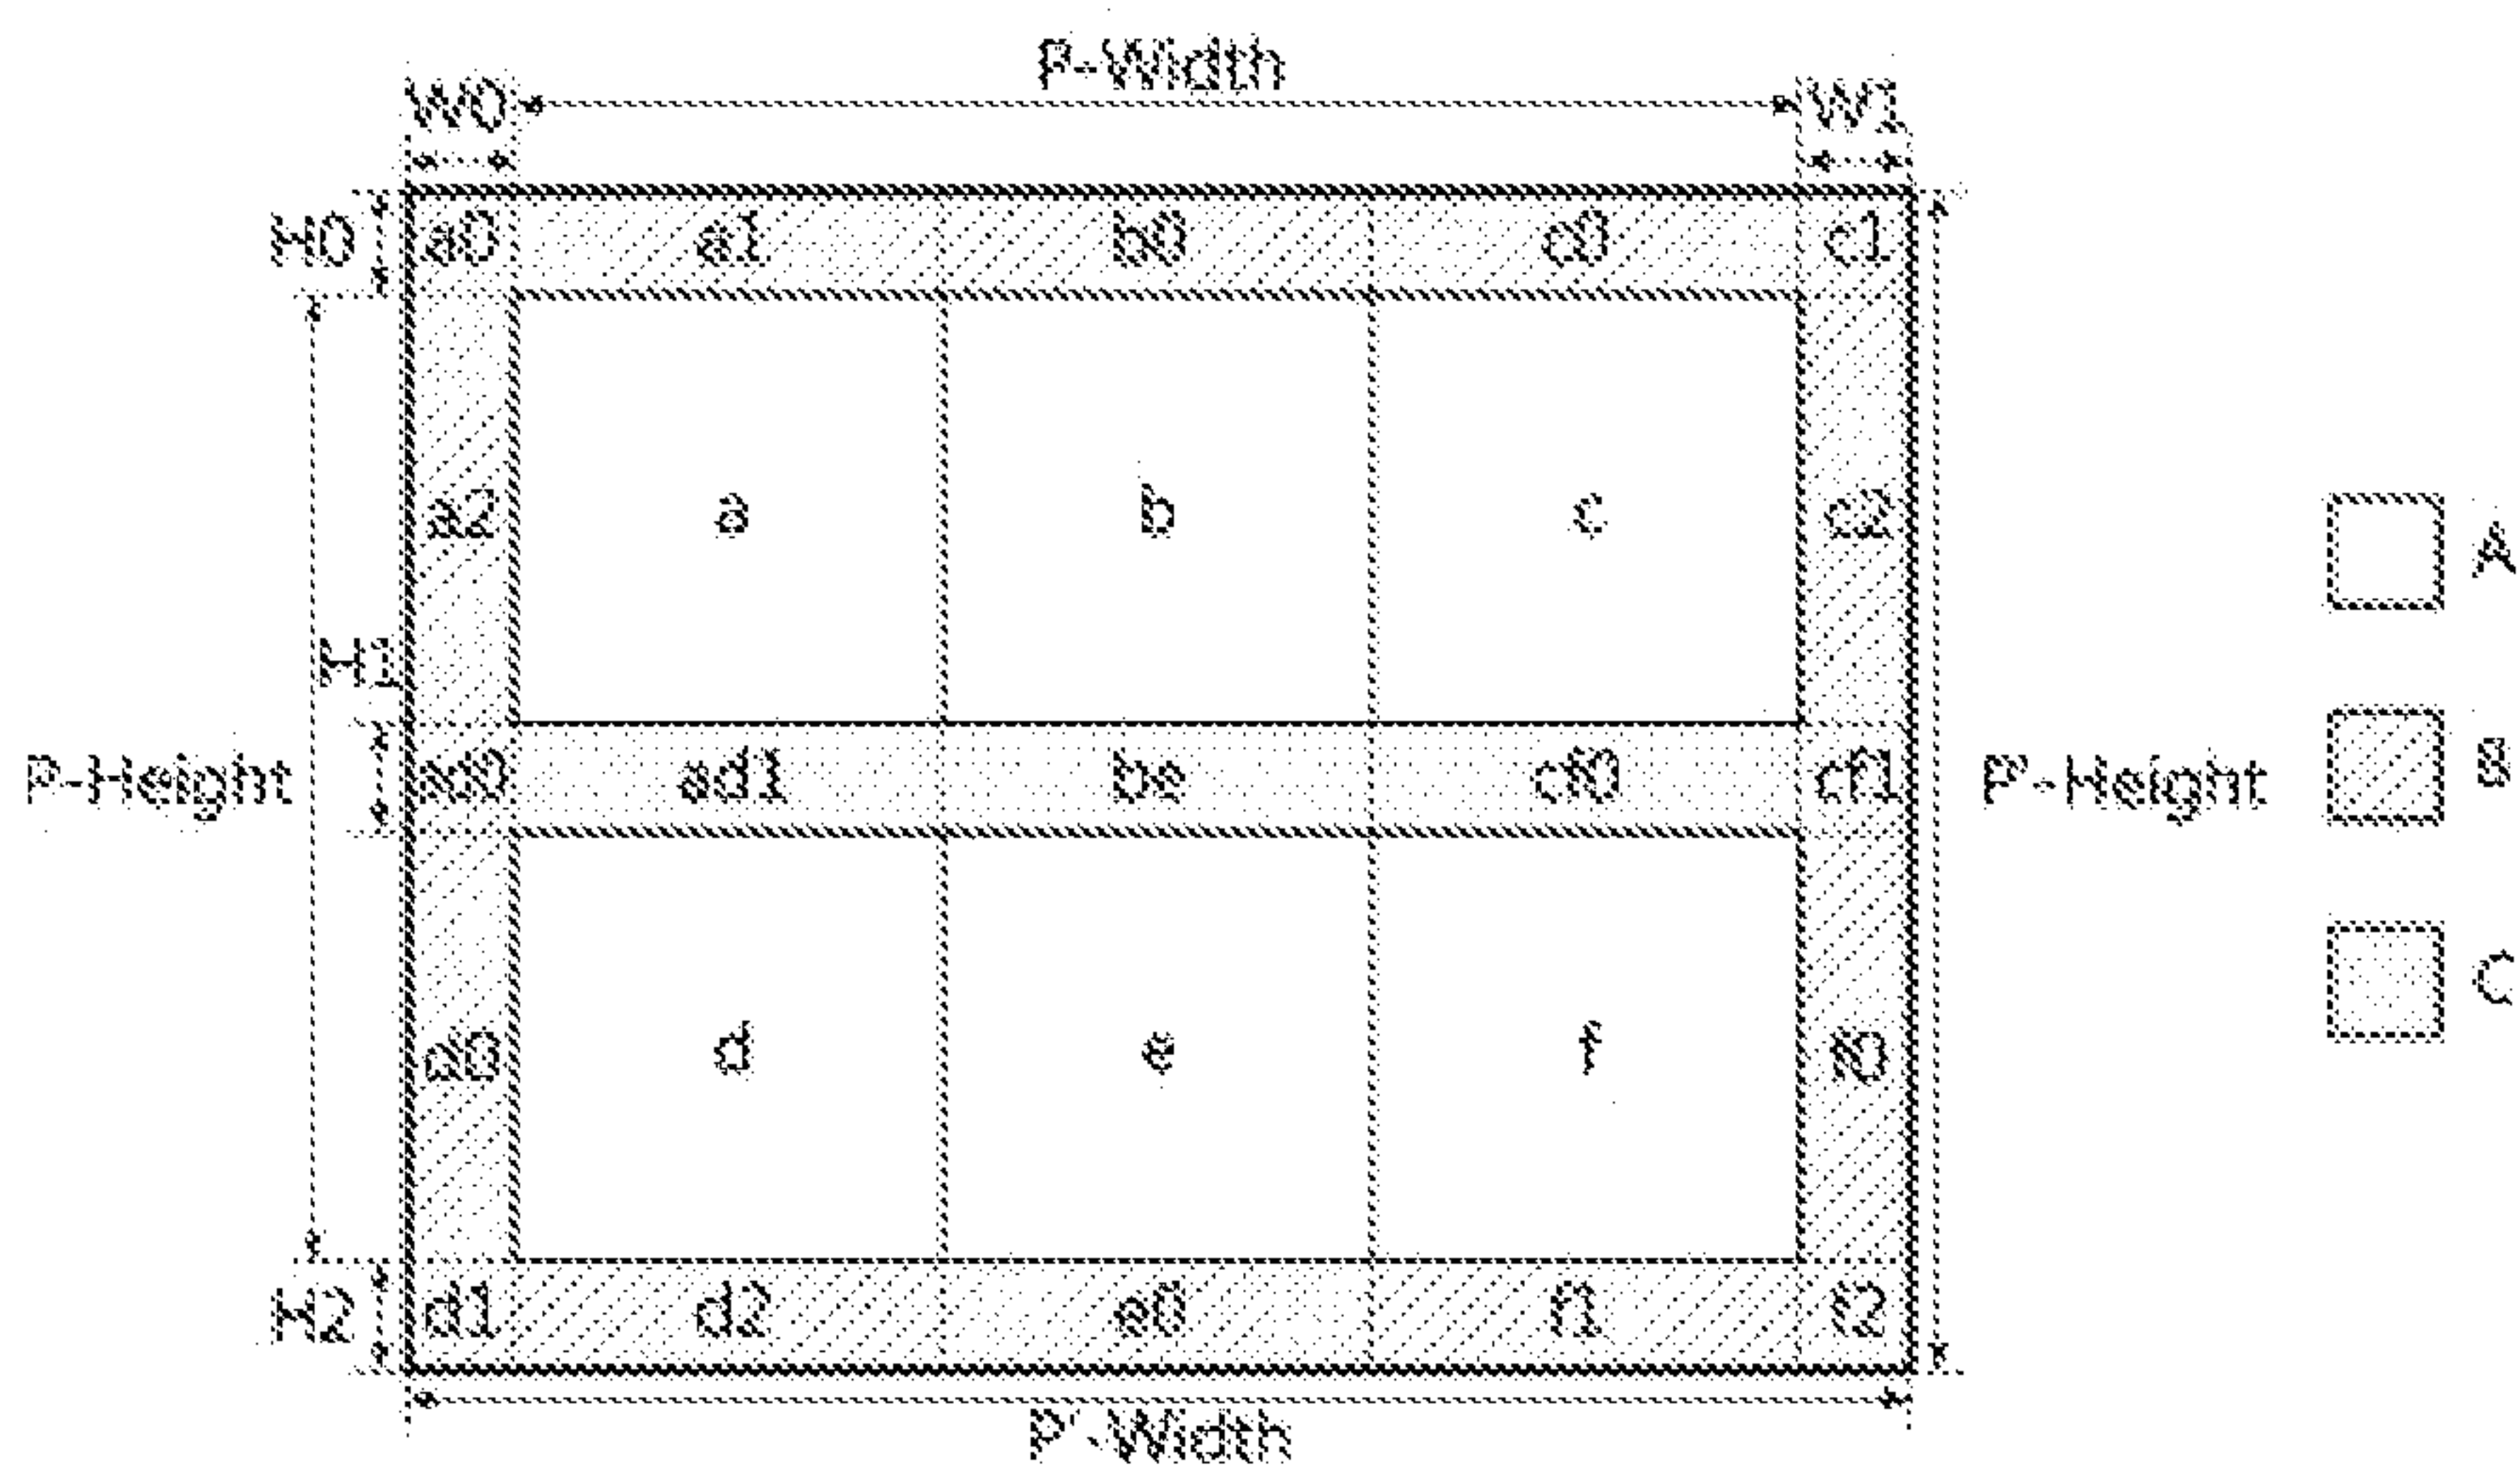 P-Width
W0 W1
H0 a0 a1 b0 c0 c1
a2 a b c c2
H1
P-Height ad0 ad1 be cf0 cf1 P'-Height
d e f f0
H2 d1 d2 e0 f1 f2
P'-Width
A
B
C